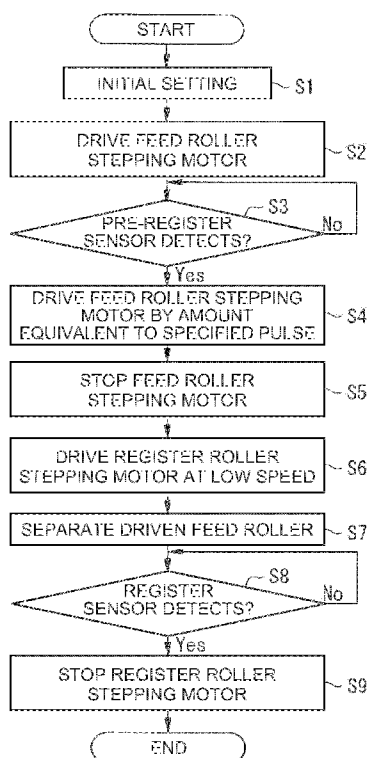 START
INITIAL SETTING
S1
DRIVE FEED ROLLER
STEPPING MOTOR
S2
S3
PRE-REGISTER
SENSOR DETECTS?
No
Yes
DRIVE FEED ROLLER STEPPING
MOTOR BY AMOUNT
EQUIVALENT TO SPECIFIED PULSE
S4
STOP FEED ROLLER
STEPPING MOTOR
S5
DRIVE REGISTER ROLLER
STEPPING MOTOR AT LOW SPEED
S6
SEPARATE DRIVEN FEED ROLLER
S7
S8
REGISTER
SENSOR DETECTS?
No
Yes
STOP REGISTER ROLLER
STEPPING MOTOR
S9
END